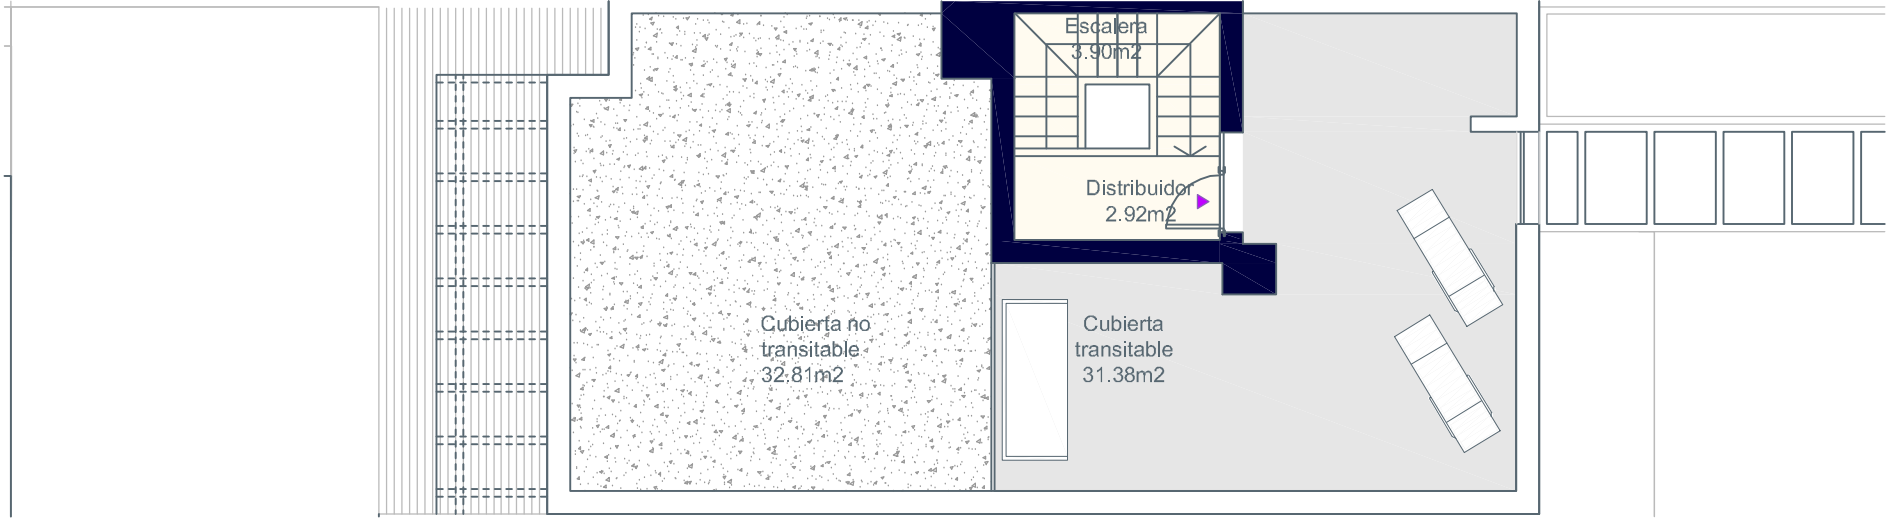 Escalera
3.90m2
Distribuidor
2.92m2
Cubierta no
transitable
32.81m2
Cubierta
transitable
31.38m2